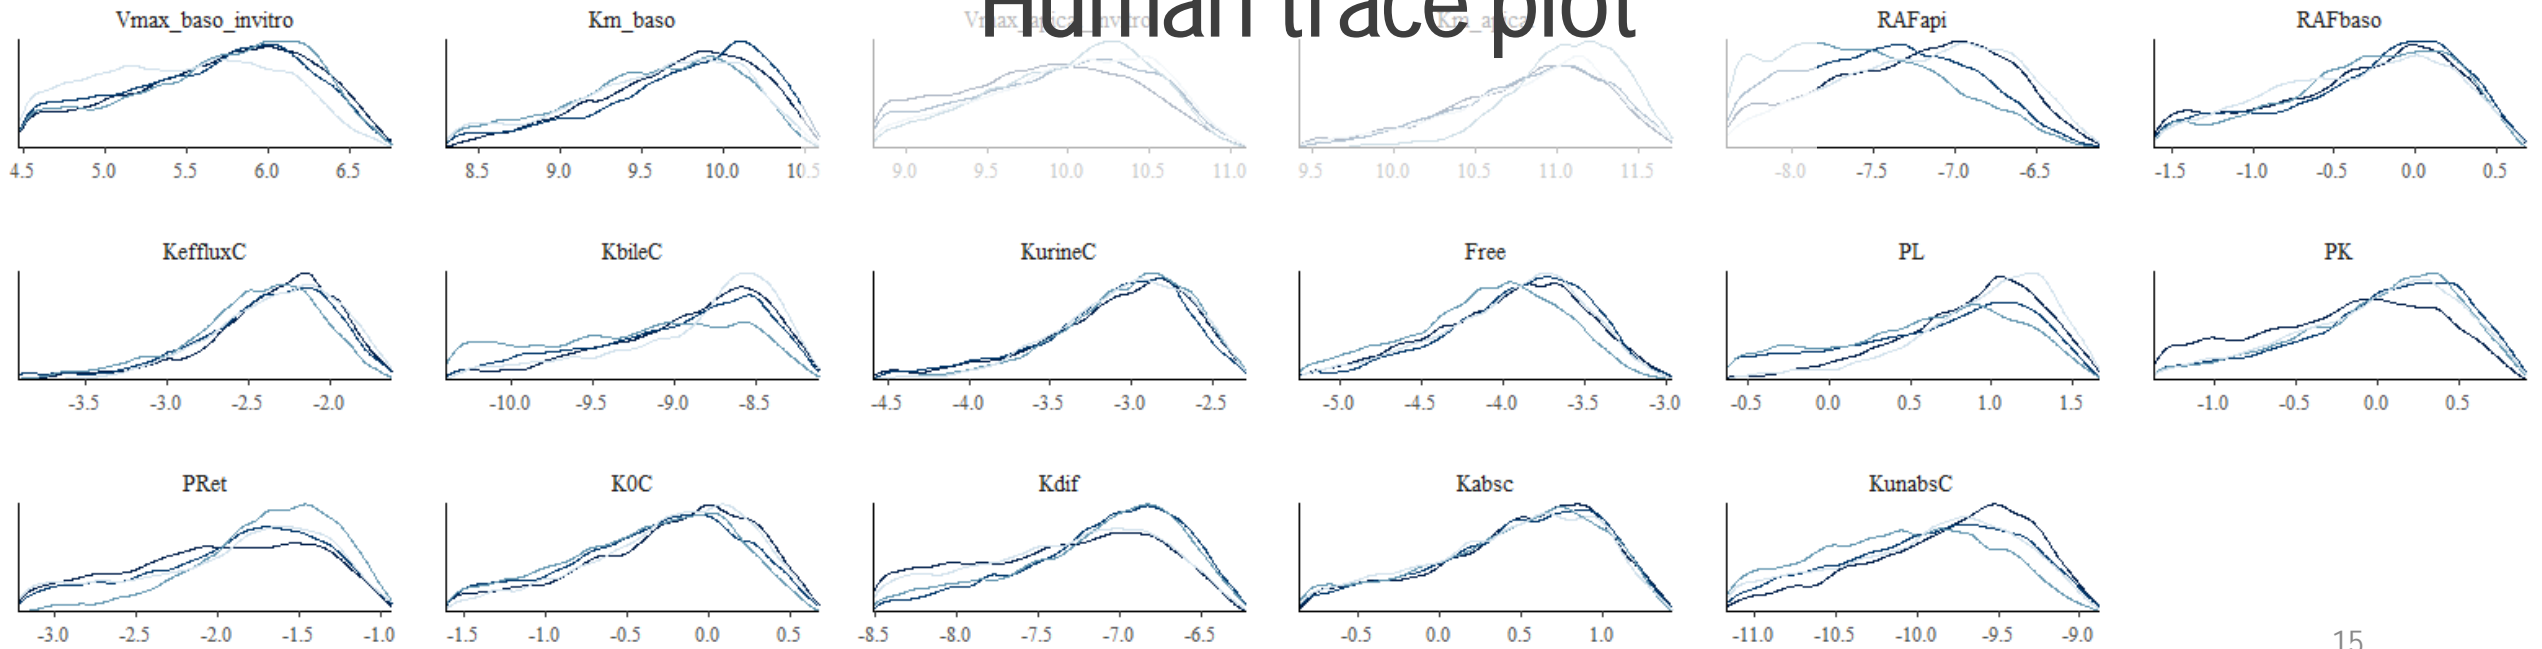 Human trace plot
Vmax_baso_invitro Km_baso Vmax_apical_invitro Km_apical RAFapi RAFbaso
4.5 5.0 5.5 6.0 6.5 8.5 9.0 9.5 10.0 10.5 9.0 9.5 10.0 10.5 11.0 9.5 10.0 10.5 11.0 11.5 -8.0 -7.5 -7.0 -6.5 -1.5 -1.0 -0.5 0.0 0.5
KeffluxC KbileC KurineC Free PL PK
-3.5 -3.0 -2.5 -2.0 -10.0 -9.5 -9.0 -8.5 -4.5 -4.0 -3.5 -3.0 -2.5 -5.0 -4.5 -4.0 -3.5 -3.0 -0.5 0.0 0.5 1.0 1.5 -1.0 -0.5 0.0 0.5
PRet K0C Kdif Kabsc KunabsC
-3.0 -2.5 -2.0 -1.5 -1.0 -1.5 -1.0 -0.5 0.0 0.5 -8.5 -8.0 -7.5 -7.0 -6.5 -0.5 0.0 0.5 1.0 -11.0 -10.5 -10.0 -9.5 -9.0
15